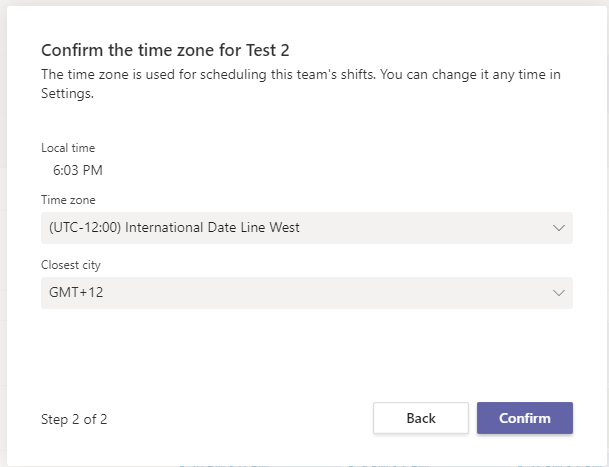 Confirm the time zone for Test 2
The time zone is used for scheduling this team's shifts. You can change it any time in
Settings.
Local time
6:03 PM
Time zone
(UTC-12:00) International Date Line West
Closest city
GMT+12
Step 2 of 2
Back
Confirm